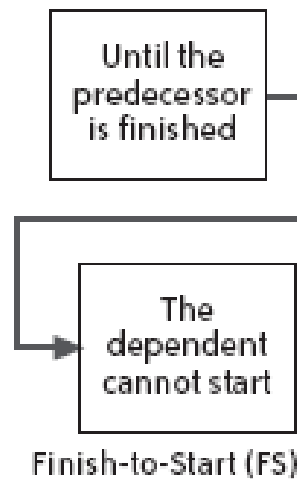 Until the
predecessor
is finished
The
dependent
cannot start
Finish-to-Start (FS)